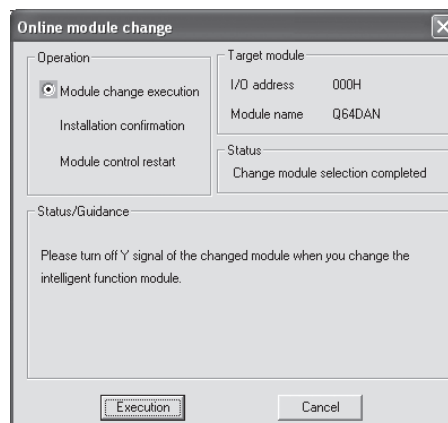 Online module change
Operation
Module change execution
Installation confirmation
Module control restart
Target module
I/O address 000H
Module name Q64DAN
Status
Change module selection completed
Status/Guidance
Please turn off Y signal of the changed module when you change the
intelligent function module.
Execution
Cancel